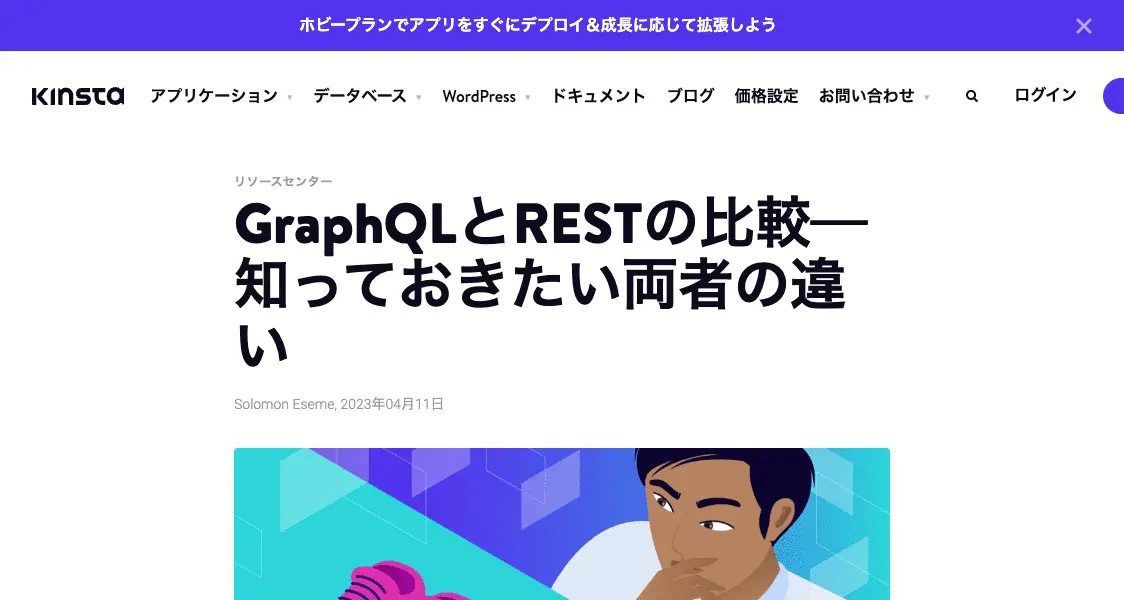 ホビープランでアプリをすぐにデプロイ＆成長に応じて拡張しよう
KINSTA アプリケーション データベース WordPress ドキュメント ブログ 価格設定 お問い合わせ ログイン
リソースセンター
GraphQLとRESTの比較—
知っておきたい両者の違
い
Solomon Eseme, 2023年04月11日